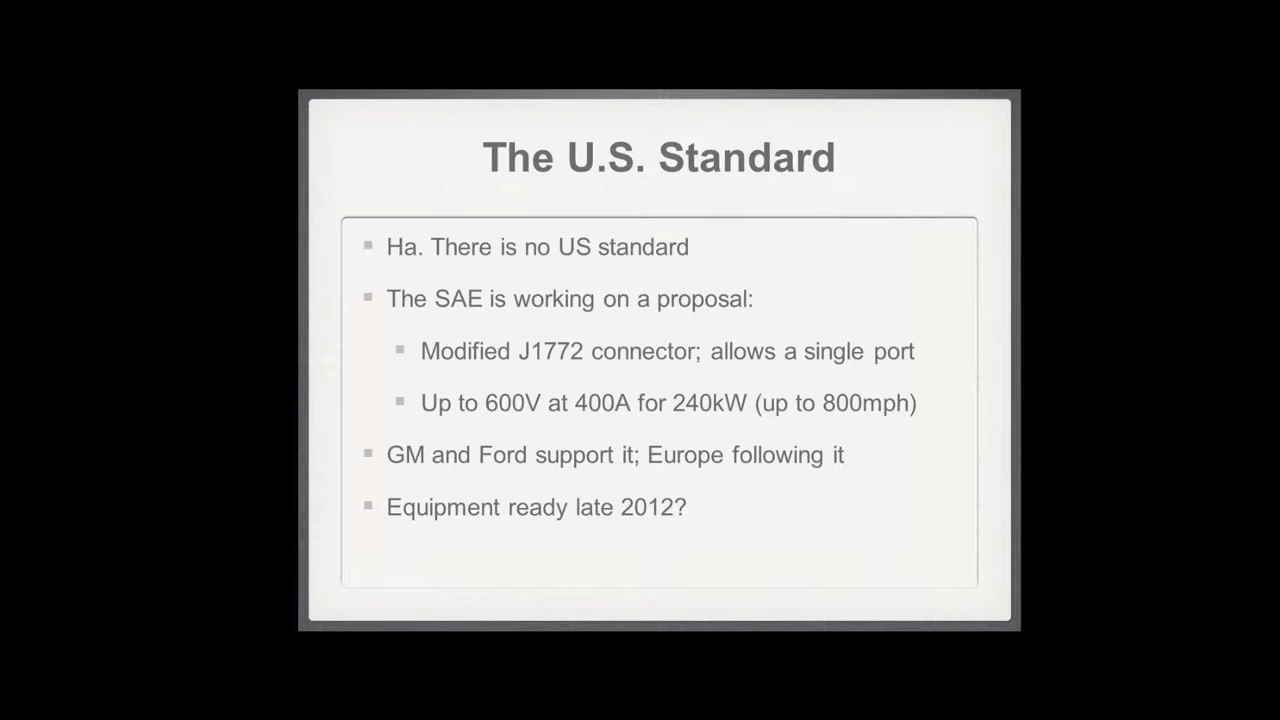 The U.S. Standard
Ha. There is no US standard
The SAE is working on a proposal:
Modified J1772 connector; allows a single port
Up to 600V at 400A for 240kW (up to 800mph)
GM and Ford support it; Europe following it
Equipment ready late 2012?